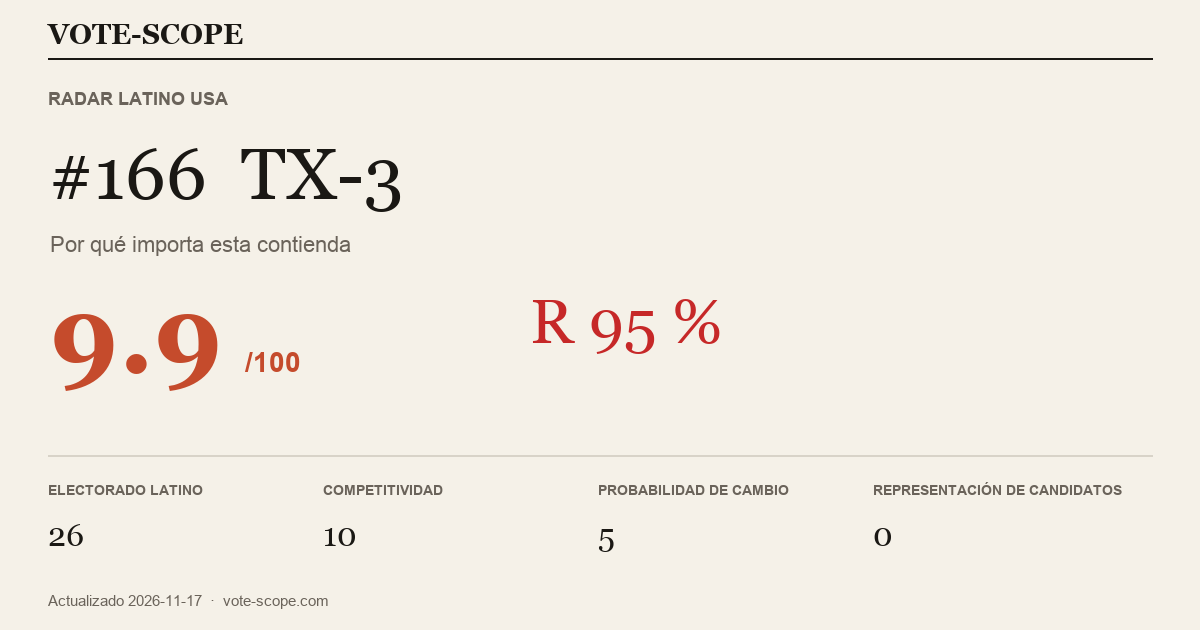 VOTE-SCOPE
RADAR LATINO USA
#166 TX-3
Por qué importa esta contienda
9.9 /100
R 95 %
ELECTORADO LATINO
COMPETITIVIDAD
PROBABILIDAD DE CAMBIO
REPRESENTACIÓN DE CANDIDATOS
26
10
5
0
Actualizado 2026-11-17 · vote-scope.com